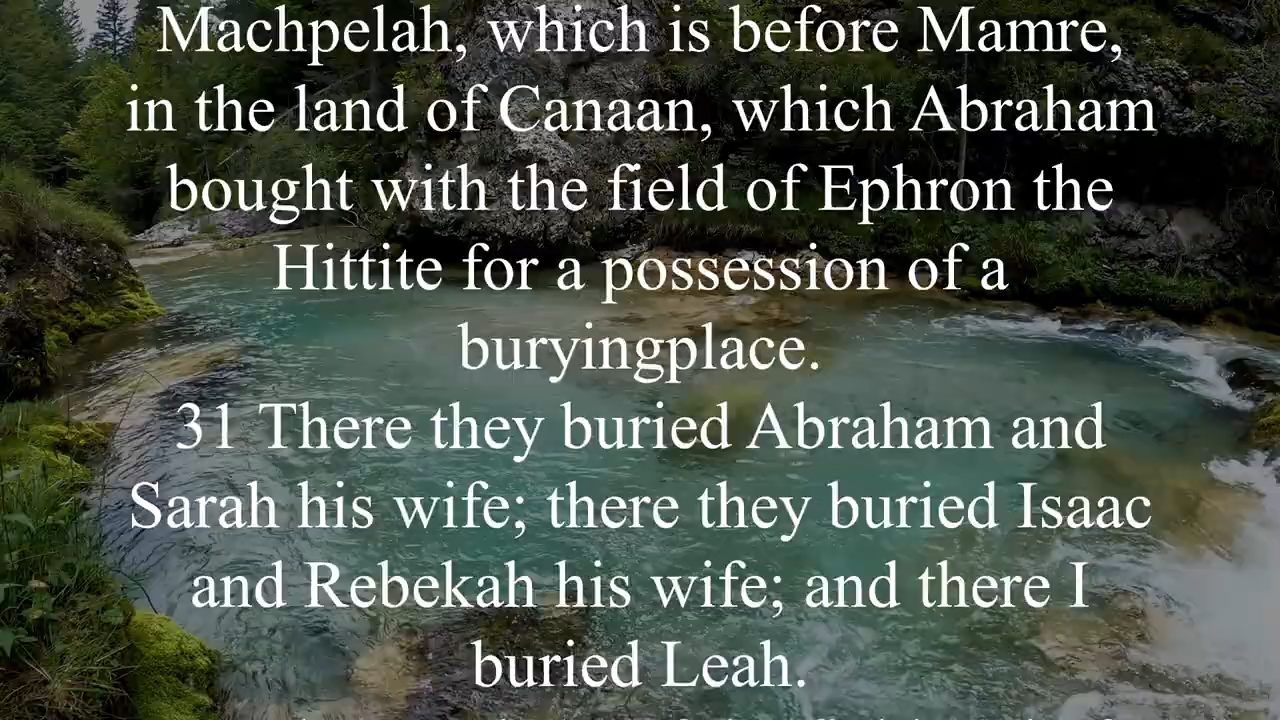 Machpelah, which is before Mamre,
in the land of Canaan, which Abraham
bought with the field of Ephron the
Hittite for a possession of a
buryingplace.
31 There they buried Abraham and
Sarah his wife; there they buried Isaac
and Rebekah his wife; and there I
buried Leah.